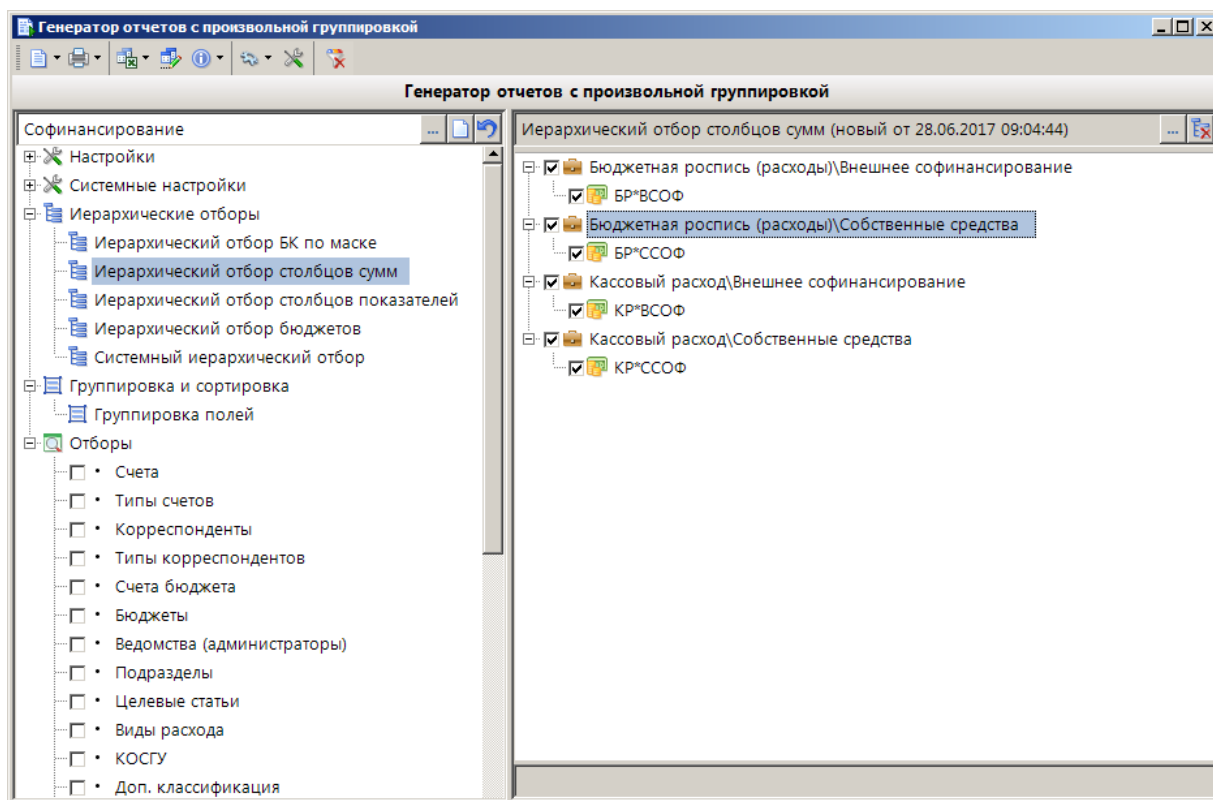 Генератор отчетов с произвольной группировкой
Генератор отчетов с произвольной группировкой
Софинансирование
...
Настройки
Системные настройки
Иерархические отборы
Иерархический отбор БК по маске
Иерархический отбор столбцов сумм
Иерархический отбор столбцов показателей
Иерархический отбор бюджетов
Системный иерархический отбор
Группировка и сортировка
Группировка полей
Отборы
• Счета
• Типы счетов
• Корреспонденты
• Типы корреспондентов
• Счета бюджета
• Бюджеты
• Ведомства (администраторы)
• Подразделы
• Целевые статьи
• Виды расхода
• КОСГУ
• Доп. классификация
Иерархический отбор столбцов сумм (новый от 28.06.2017 09:04:44)
...
Бюджетная роспись (расходы)\Внешнее софинансирование
БР*ВСОФ
Бюджетная роспись (расходы)\Собственные средства
БР*ССОФ
Кассовый расход\Внешнее софинансирование
КР*ВСОФ
Кассовый расход\Собственные средства
КР*ССОФ